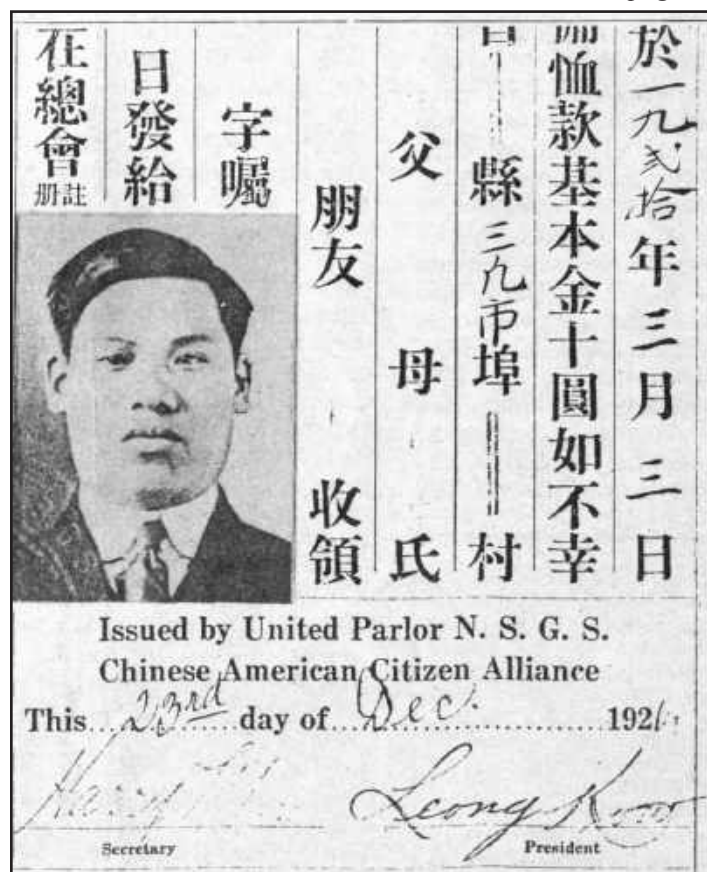 於一九弍拾年三月三日
恤款基本金十圓如不幸
縣三九市埠村
父母氏
朋友收領
字囑
日發給
在總會註册
Issued by United Parlor N. S. G. S.
Chinese American Citizen Alliance
This 23rd day of Dec. 192
Harry Leong
Secretary President